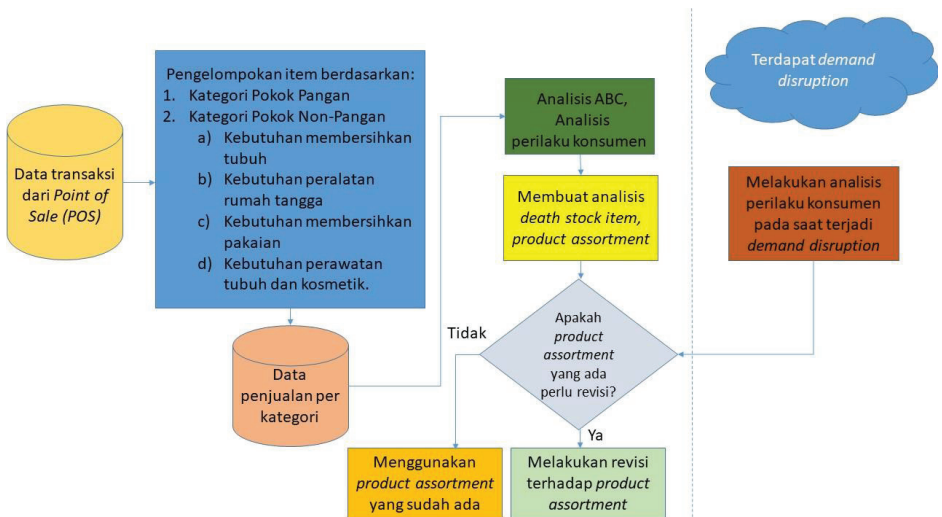 Data transaksi
dari Point of
Sale (POS)
Pengelompokan item berdasarkan:
1. Kategori Pokok Pangan
2. Kategori Pokok Non-Pangan
a) Kebutuhan membersihkan
tubuh
b) Kebutuhan peralatan
rumah tangga
c) Kebutuhan membersihkan
pakaian
d) Kebutuhan perawatan
tubuh dan kosmetik.
Data
penjualan per
kategori
Analisis ABC,
Analisis
perilaku konsumen
Membuat analisis
death stock item,
product assortment
Apakah
product
assortment
yang ada
perlu revisi?
Tidak
Ya
Menggunakan
product assortment
yang sudah ada
Melakukan revisi
terhadap product
assortment
Terdapat demand
disruption
Melakukan analisis
perilaku konsumen
pada saat terjadi
demand disruption